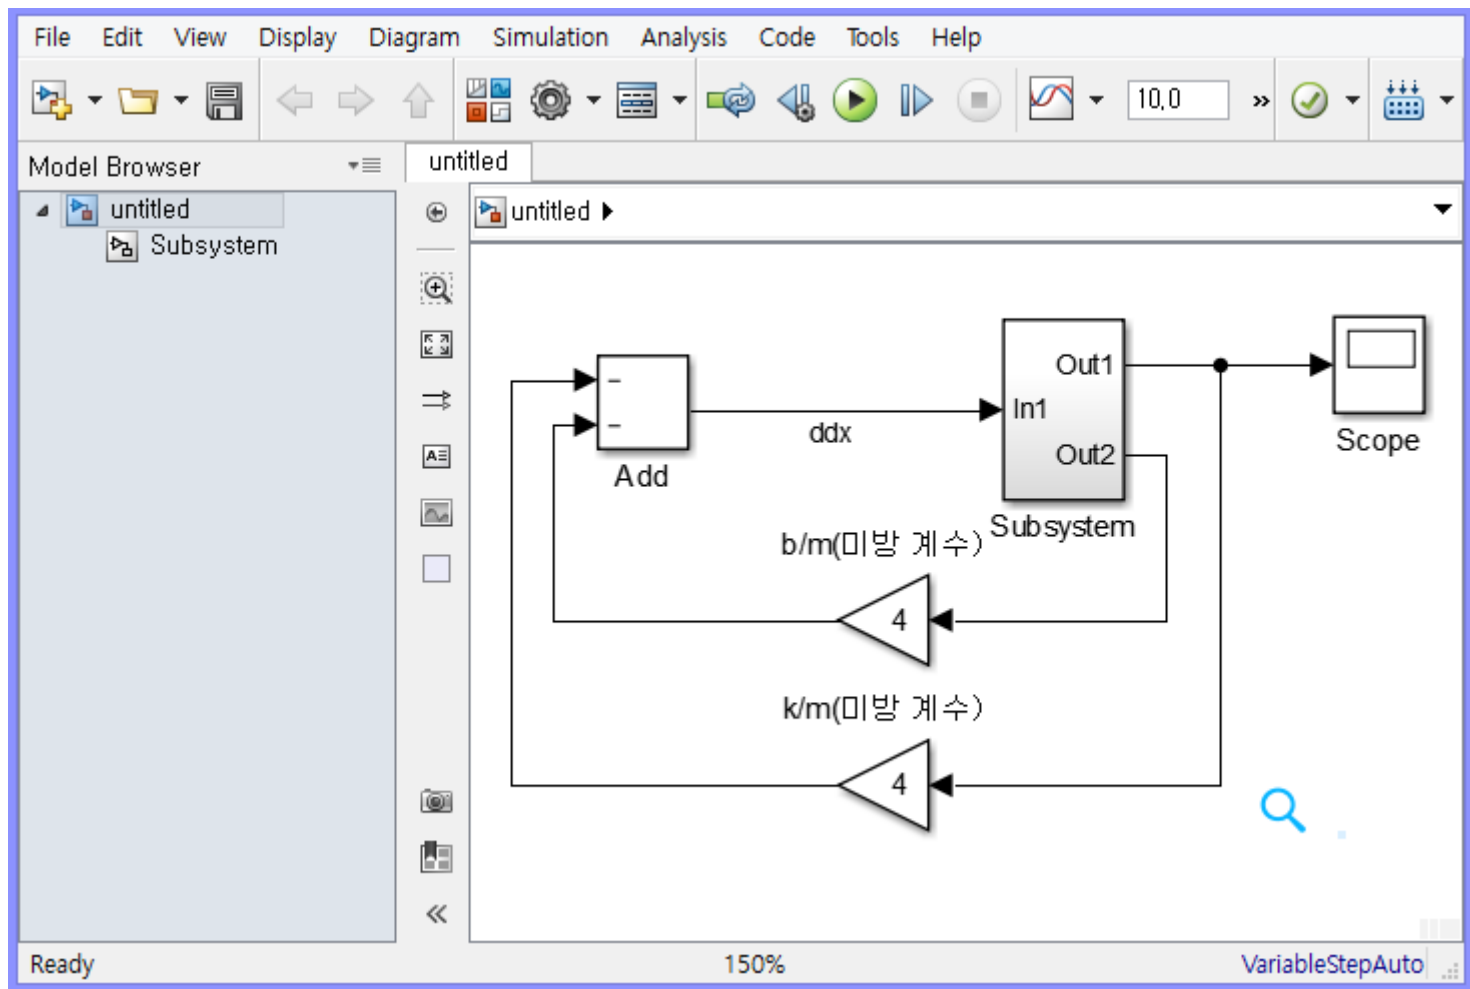 File Edit View Display Diagram Simulation Analysis Code Tools Help
10,0
Model Browser
untitled
untitled
Subsystem
untitled
Out1
In1
Out2
Subsystem
Scope
−
−
Add
ddx
b/m(미방 계수)
4
k/m(미방 계수)
4
Ready 150% VariableStepAuto